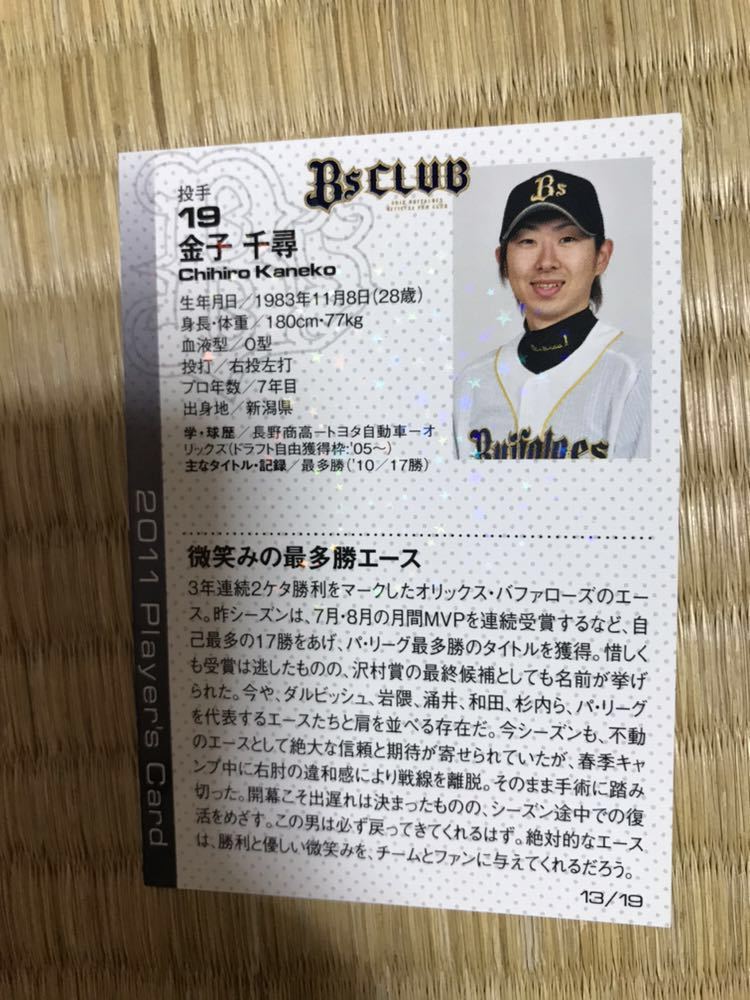 Bs CLUB
投手
19
金子 千尋
Chihiro Kaneko
生年月日／1983年11月8日(28歳)
身長・体重／180cm・77kg
血液型／O型
投打／右投左打
プロ年数／7年目
出身地／新潟県
学・球歴／長野商高ートヨタ自動車ーオ
リックス(ドラフト自由獲得枠:'05〜)
主なタイトル・記録／最多勝('10／17勝)
Bs
Buffaloes
2011 Player's Card
微笑みの最多勝エース
3年連続2ケタ勝利をマークしたオリックス・バファローズのエー
ス。昨シーズンは、7月・8月の月間MVPを連続受賞するなど、自
己最多の17勝をあげ、パ・リーグ最多勝のタイトルを獲得。惜しく
も受賞は逃したものの、沢村賞の最終候補としても名前が挙げ
られた。今や、ダルビッシュ、岩隈、涌井、和田、杉内ら、パ・リーグ
を代表するエースたちと肩を並べる存在だ。今シーズンも、不動
のエースとして絶大な信頼と期待が寄せられていたが、春季キャ
ンプ中に右肘の違和感により戦線を離脱。そのまま手術に踏み
切った。開幕こそ出遅れは決まったものの、シーズン途中での復
活をめざす。この男は必ず戻ってきてくれるはず。絶対的なエース
は、勝利と優しい微笑みを、チームとファンに与えてくれるだろう。
13/19